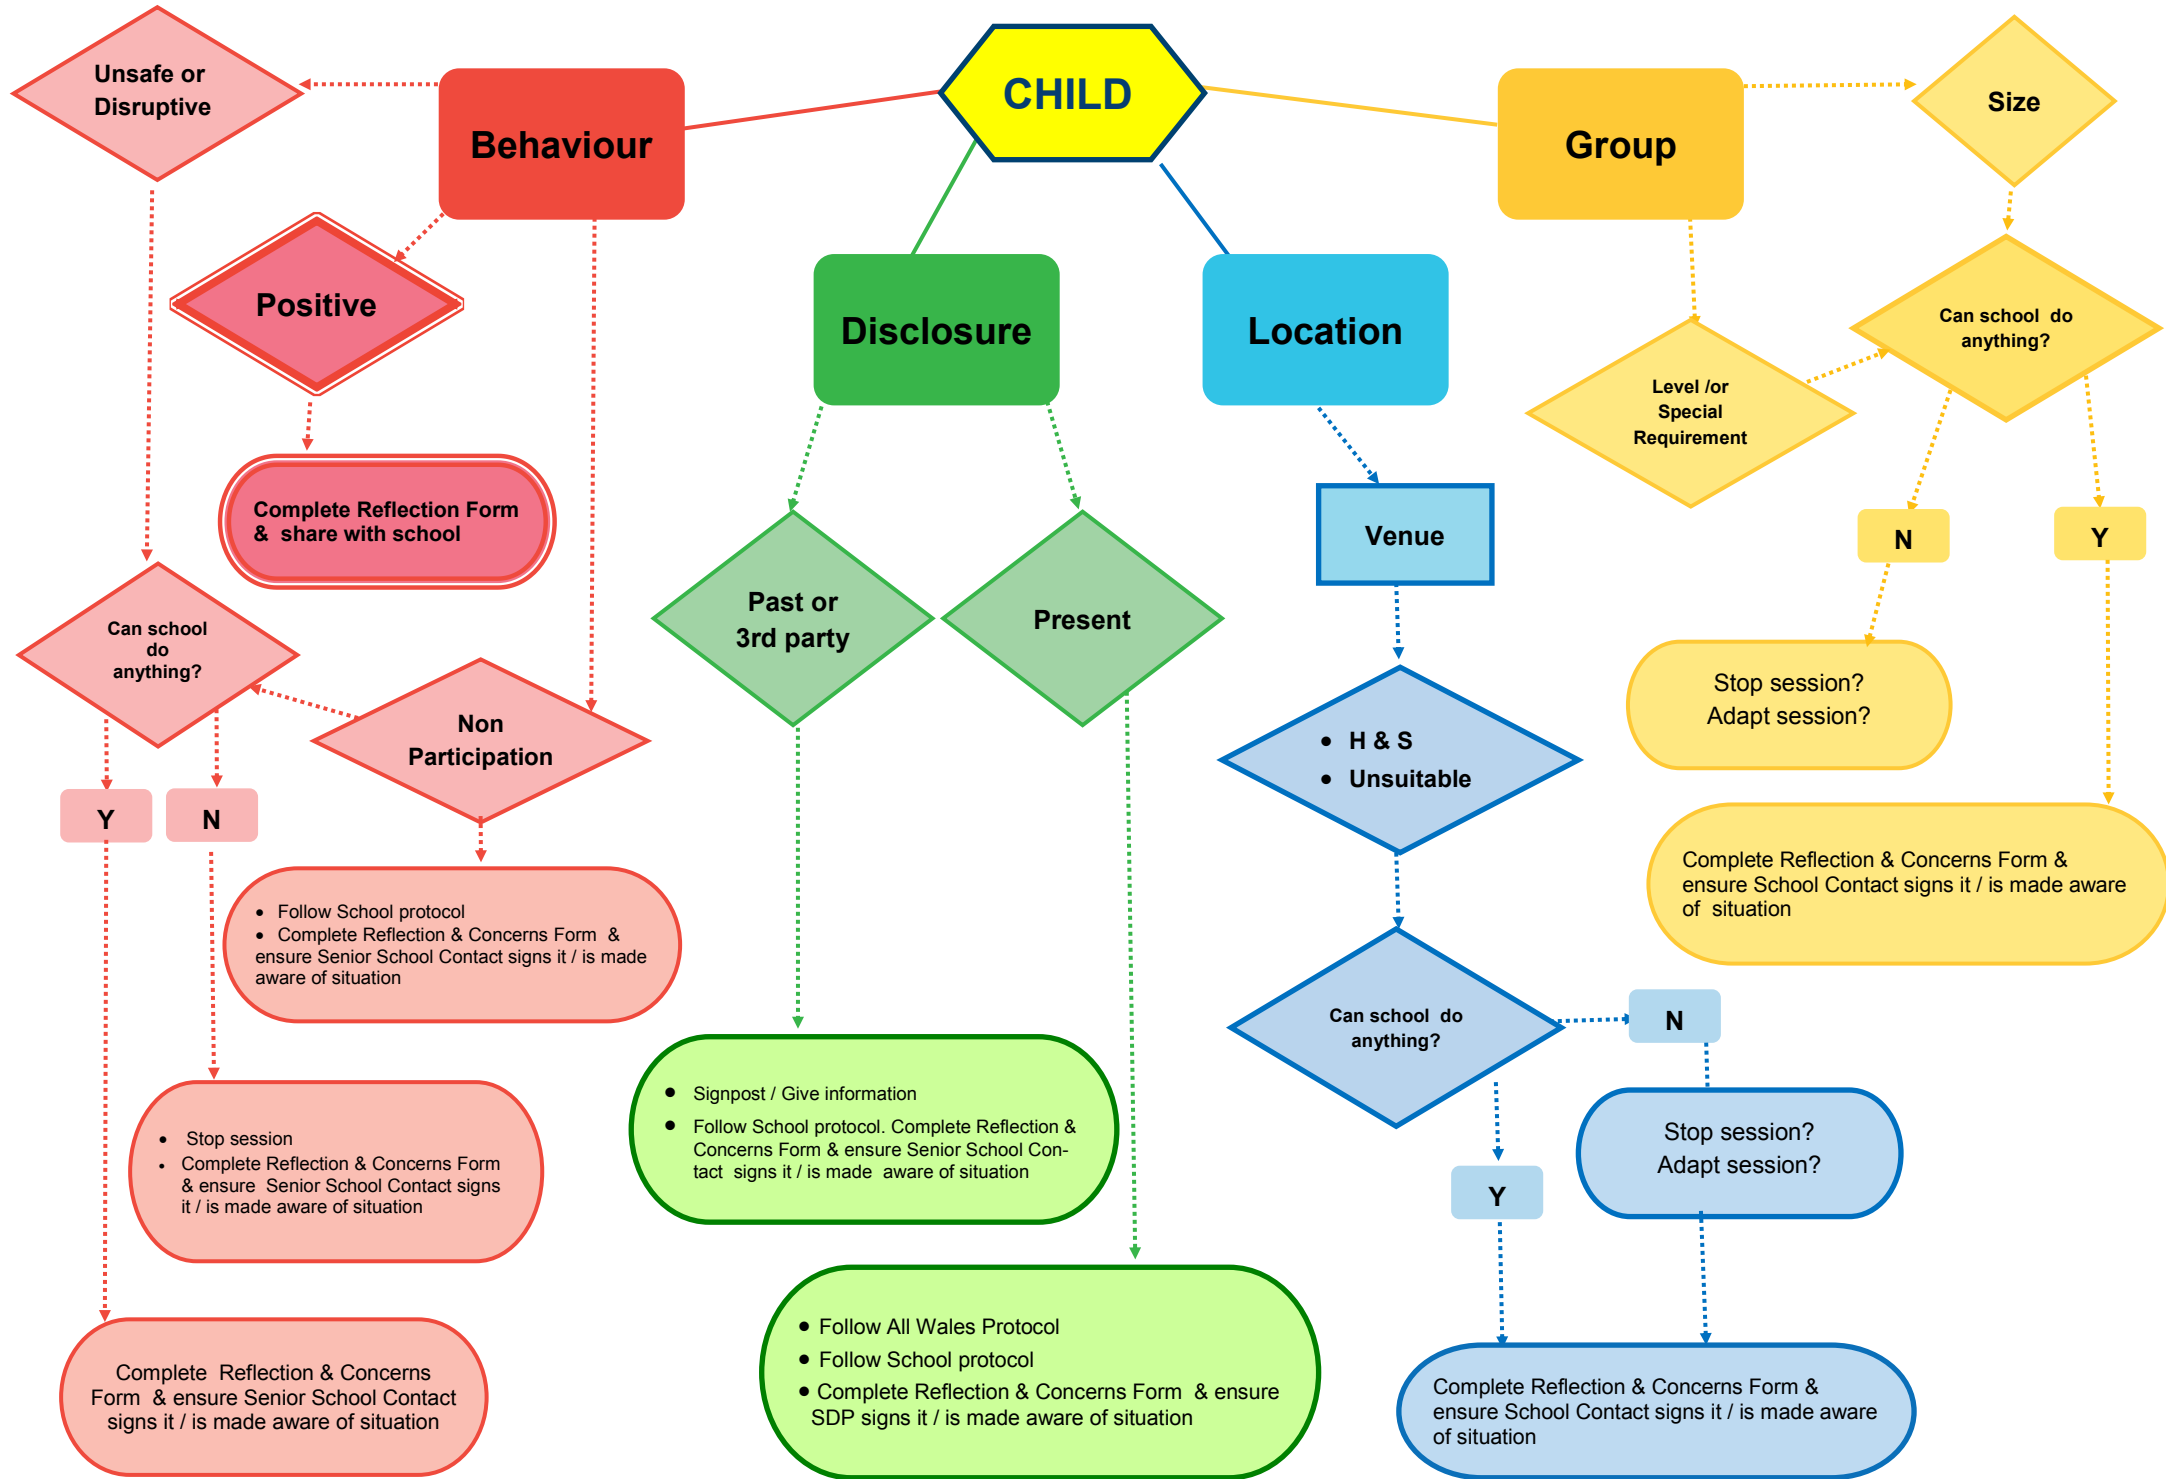 CHILD
Unsafe or
Disruptive
Behaviour
Group
Size
Positive
Disclosure
Location
Can school  do
anything?
Level /or
Special
Requirement
Complete Reflection Form
&  share with school
Venue
N
Y
Past or
3rd party
Present
Can school
do
anything?
Non
Participation
Stop session?
Adapt session?
• H & S
• Unsuitable
Y
N
Complete Reflection & Concerns Form &
ensure School Contact signs it / is made aware
of  situation
• Follow School protocol
• Complete Reflection & Concerns Form  &
ensure Senior School Contact signs it / is made
aware of situation
Can school  do
anything?
N
• Signpost / Give information
• Follow School protocol. Complete Reflection &
Concerns Form & ensure Senior School Con-
tact  signs it / is made  aware of situation
• Stop session
• Complete Reflection & Concerns Form
& ensure  Senior School Contact signs
it / is made aware of situation
Stop session?
Adapt session?
Y
• Follow All Wales Protocol
• Follow School protocol
• Complete Reflection & Concerns Form  & ensure
SDP signs it / is made aware of situation
Complete  Reflection & Concerns
Form  & ensure Senior School Contact
signs it / is made aware of situation
Complete Reflection & Concerns Form &
ensure School Contact signs it / is made aware
of situation